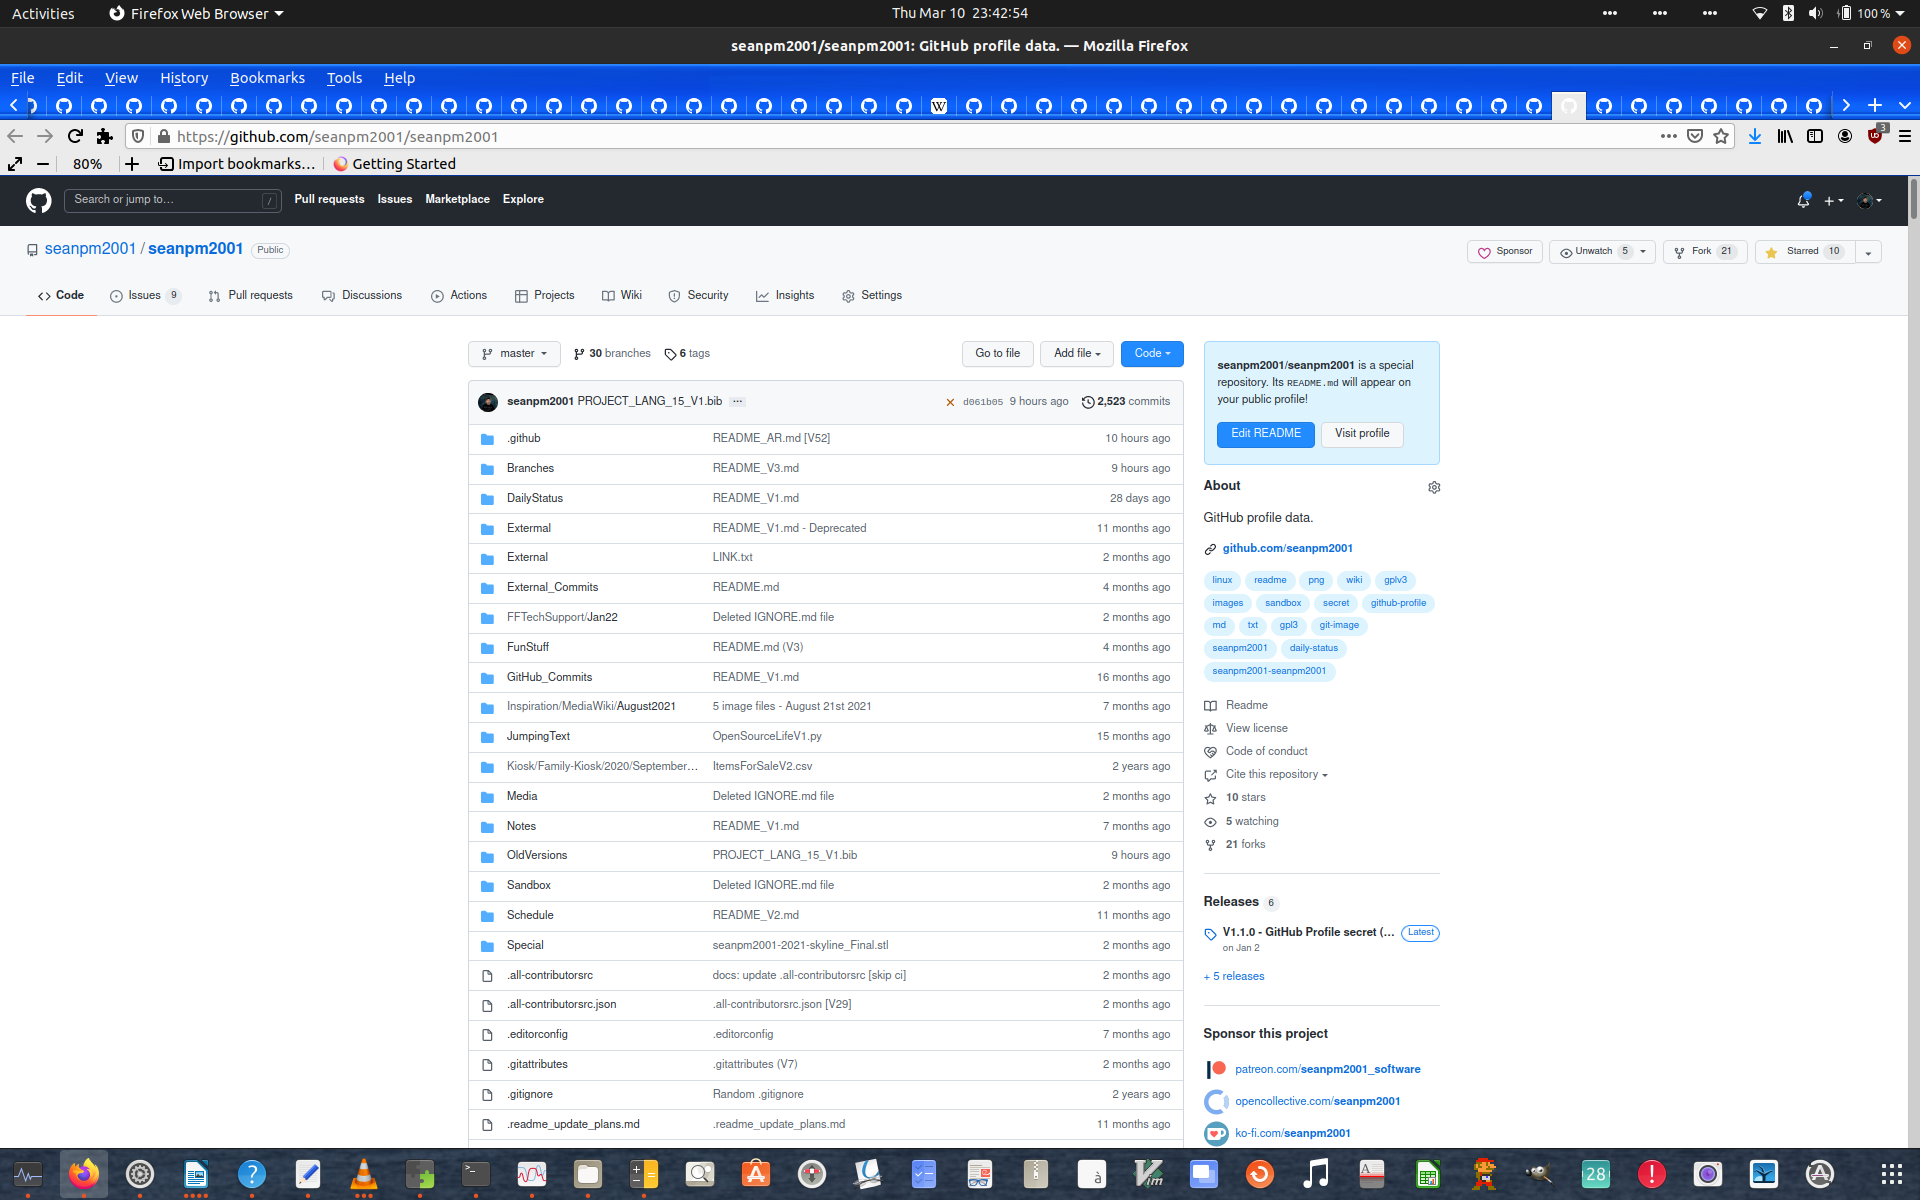 Activities Firefox Web Browser Thu Mar 10 23:42:54 100 %
seanpm2001/seanpm2001: GitHub profile data. — Mozilla Firefox
File Edit View History Bookmarks Tools Help
W
https://github.com/seanpm2001/seanpm2001 3
80% Import bookmarks... Getting Started
Search or jump to... / Pull requests Issues Marketplace Explore
seanpm2001 / seanpm2001 Public Sponsor Unwatch 5 Fork 21 Starred 10
Code Issues 9 Pull requests Discussions Actions Projects Wiki Security Insights Settings
master 30 branches 6 tags Go to file Add file Code
seanpm2001 PROJECT_LANG_15_V1.bib ... d061b05 9 hours ago 2,523 commits
.github README_AR.md [V52] 10 hours ago
Branches README_V3.md 9 hours ago
DailyStatus README_V1.md 28 days ago
Extermal README_V1.md - Deprecated 11 months ago
External LINK.txt 2 months ago
External_Commits README.md 4 months ago
FFTechSupport/Jan22 Deleted IGNORE.md file 2 months ago
FunStuff README.md (V3) 4 months ago
GitHub_Commits README_V1.md 16 months ago
Inspiration/MediaWiki/August2021 5 image files - August 21st 2021 7 months ago
JumpingText OpenSourceLifeV1.py 15 months ago
Kiosk/Family-Kiosk/2020/September... ItemsForSaleV2.csv 2 years ago
Media Deleted IGNORE.md file 2 months ago
Notes README_V1.md 7 months ago
OldVersions PROJECT_LANG_15_V1.bib 9 hours ago
Sandbox Deleted IGNORE.md file 2 months ago
Schedule README_V2.md 11 months ago
Special seanpm2001-2021-skyline_Final.stl 2 months ago
.all-contributorsrc docs: update .all-contributorsrc [skip ci] 2 months ago
.all-contributorsrc.json .all-contributorsrc.json [V29] 2 months ago
.editorconfig .editorconfig 7 months ago
.gitattributes .gitattributes (V7) 2 months ago
.gitignore Random .gitignore 2 years ago
.readme_update_plans.md .readme_update_plans.md 11 months ago
seanpm2001/seanpm2001 is a special
repository. Its README.md will appear on
your public profile!
Edit README Visit profile
About
GitHub profile data.
github.com/seanpm2001
linux readme png wiki gplv3
images sandbox secret github-profile
md txt gpl3 git-image
seanpm2001 daily-status
seanpm2001-seanpm2001
Readme
View license
Code of conduct
Cite this repository
10 stars
5 watching
21 forks
Releases 6
V1.1.0 - GitHub Profile secret (... Latest
on Jan 2
+ 5 releases
Sponsor this project
patreon.com/seanpm2001_software
opencollective.com/seanpm2001
ko-fi.com/seanpm2001
? >_ à Vim A 28 !